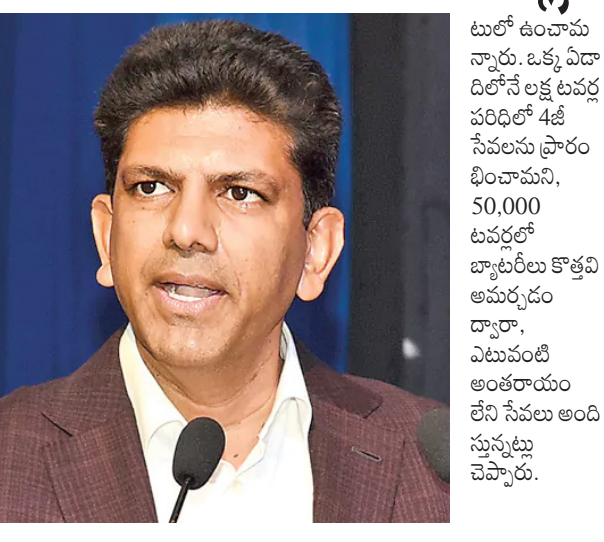 టులో ఉంచామ
న్నారు. ఒక్క ఏడా
దిలోనే లక్ష టవర్ల
పరిధిలో 4జీ
సేవలను ప్రారం
భించామని,
50,000
టవర్లలో
బ్యాటరీలు కొత్తవి
అమర్చడం
ద్వారా,
ఎటువంటి
అంతరాయం
లేని సేవలు అంది
స్తున్నట్లు
చెప్పారు.